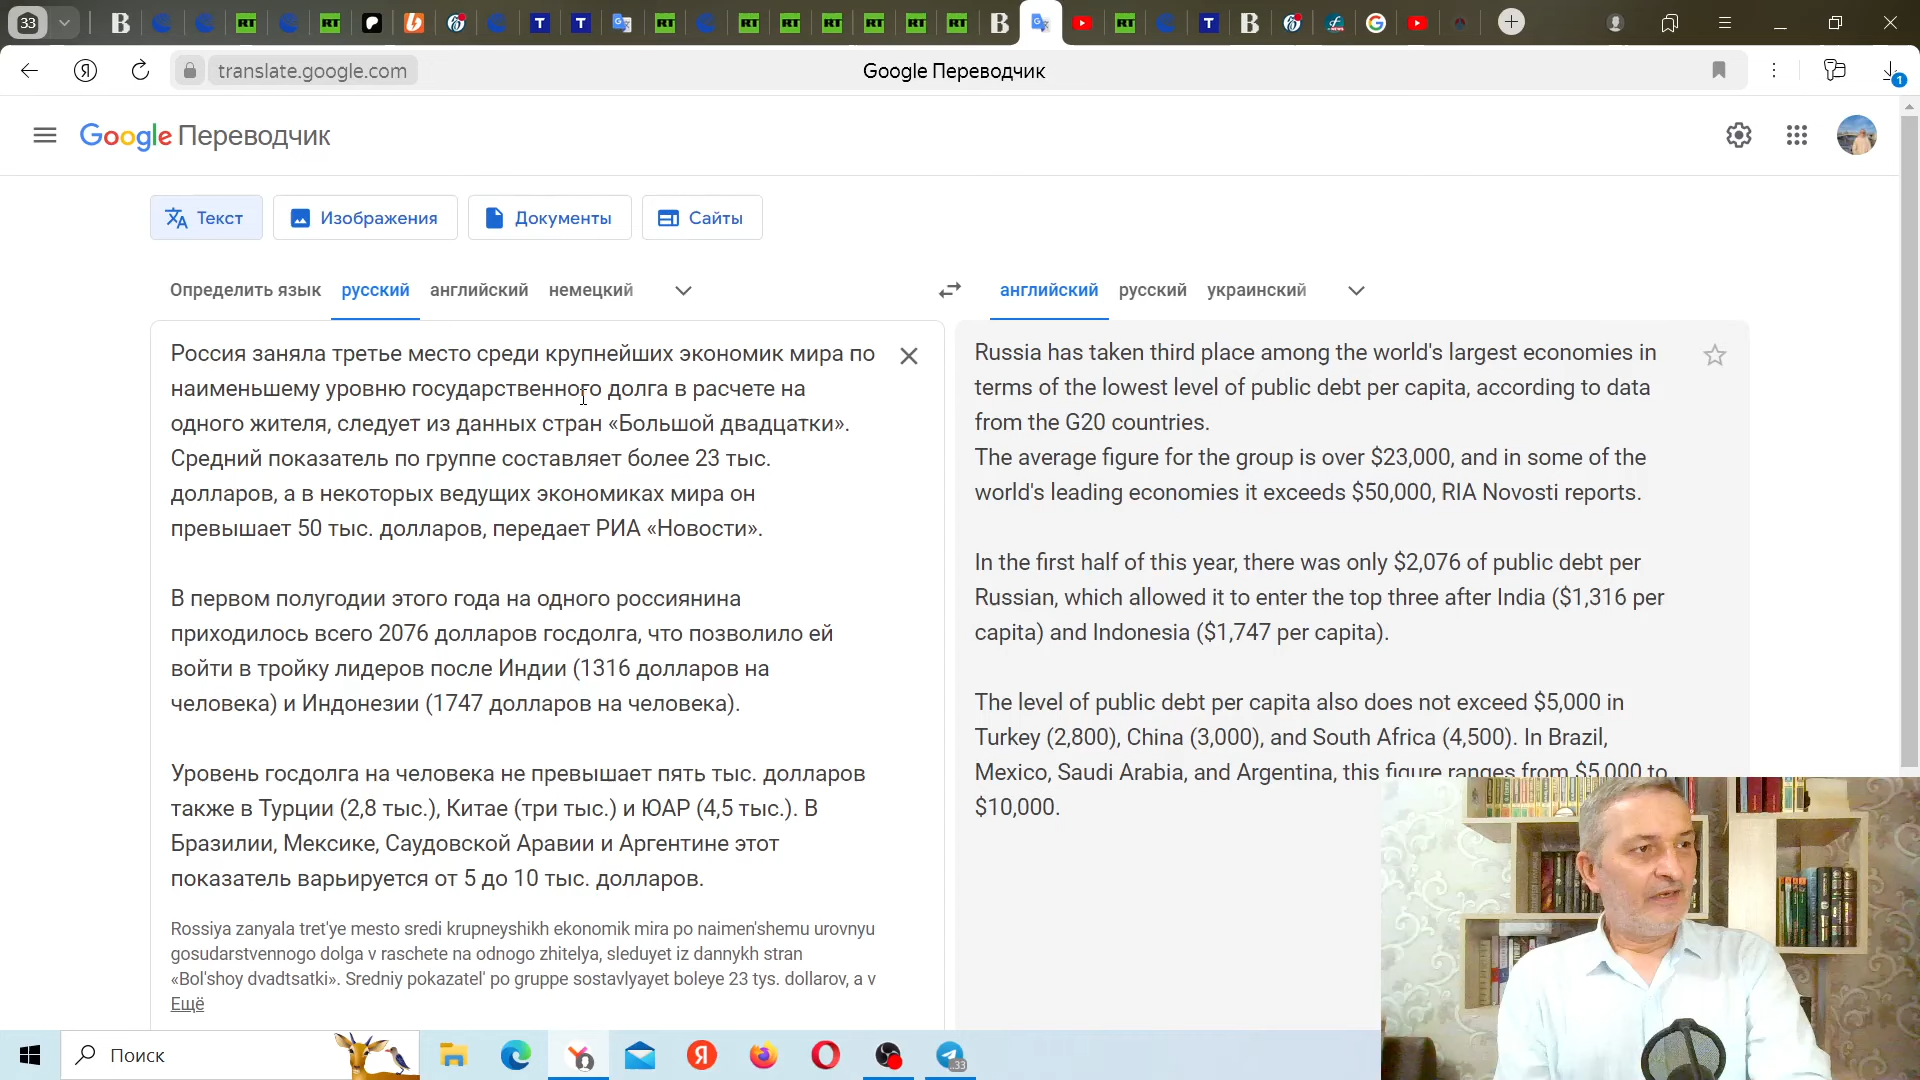 33
translate.google.com
Google Переводчик
1
Google Переводчик
Текст
Изображения
Документы
Сайты
Определить язык
русский
английский
немецкий
английский
русский
украинский
Россия заняла третье место среди крупнейших экономик мира по
наименьшему уровню государственного долга в расчете на
одного жителя, следует из данных стран «Большой двадцатки».
Средний показатель по группе составляет более 23 тыс.
долларов, а в некоторых ведущих экономиках мира он
превышает 50 тыс. долларов, передает РИА «Новости».
В первом полугодии этого года на одного россиянина
приходилось всего 2076 долларов госдолга, что позволило ей
войти в тройку лидеров после Индии (1316 долларов на
человека) и Индонезии (1747 долларов на человека).
Уровень госдолга на человека не превышает пять тыс. долларов
также в Турции (2,8 тыс.), Китае (три тыс.) и ЮАР (4,5 тыс.). В
Бразилии, Мексике, Саудовской Аравии и Аргентине этот
показатель варьируется от 5 до 10 тыс. долларов.
Rossiya zanyala tret'ye mesto sredi krupneyshikh ekonomik mira po naimen'shemu urovnyu
gosudarstvennogo dolga v raschete na odnogo zhitelya, sleduyet iz dannykh stran
«Bol'shoy dvadtsatki». Sredniy pokazatel' po gruppe sostavlyayet boleye 23 tys. dollarov, a v
Ещё
Russia has taken third place among the world's largest economies in
terms of the lowest level of public debt per capita, according to data
from the G20 countries.
The average figure for the group is over $23,000, and in some of the
world's leading economies it exceeds $50,000, RIA Novosti reports.
In the first half of this year, there was only $2,076 of public debt per
Russian, which allowed it to enter the top three after India ($1,316 per
capita) and Indonesia ($1,747 per capita).
The level of public debt per capita also does not exceed $5,000 in
Turkey (2,800), China (3,000), and South Africa (4,500). In Brazil,
Mexico, Saudi Arabia, and Argentina, this figure ranges from $5,000 to
$10,000.
Поиск
33